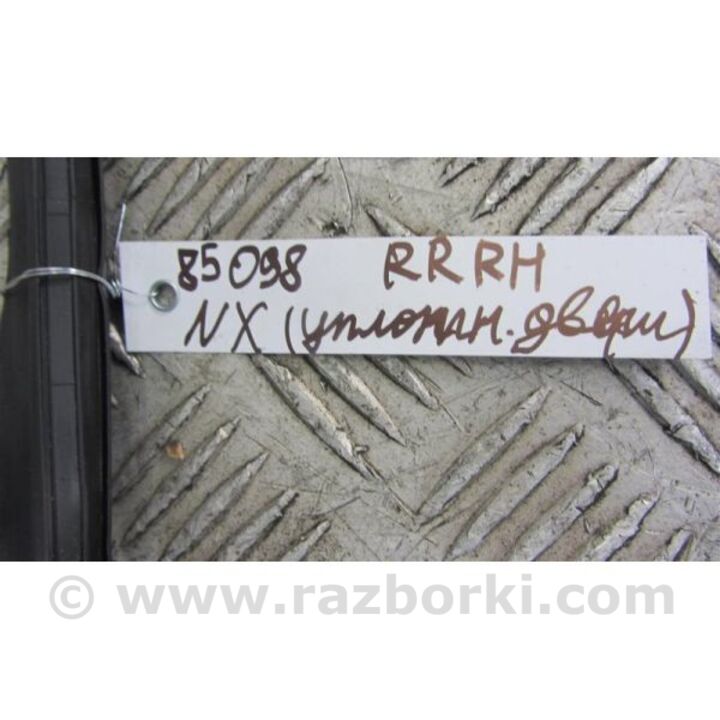 85098 RRRH
NX (уплотн. двери)
© www.razborki.com